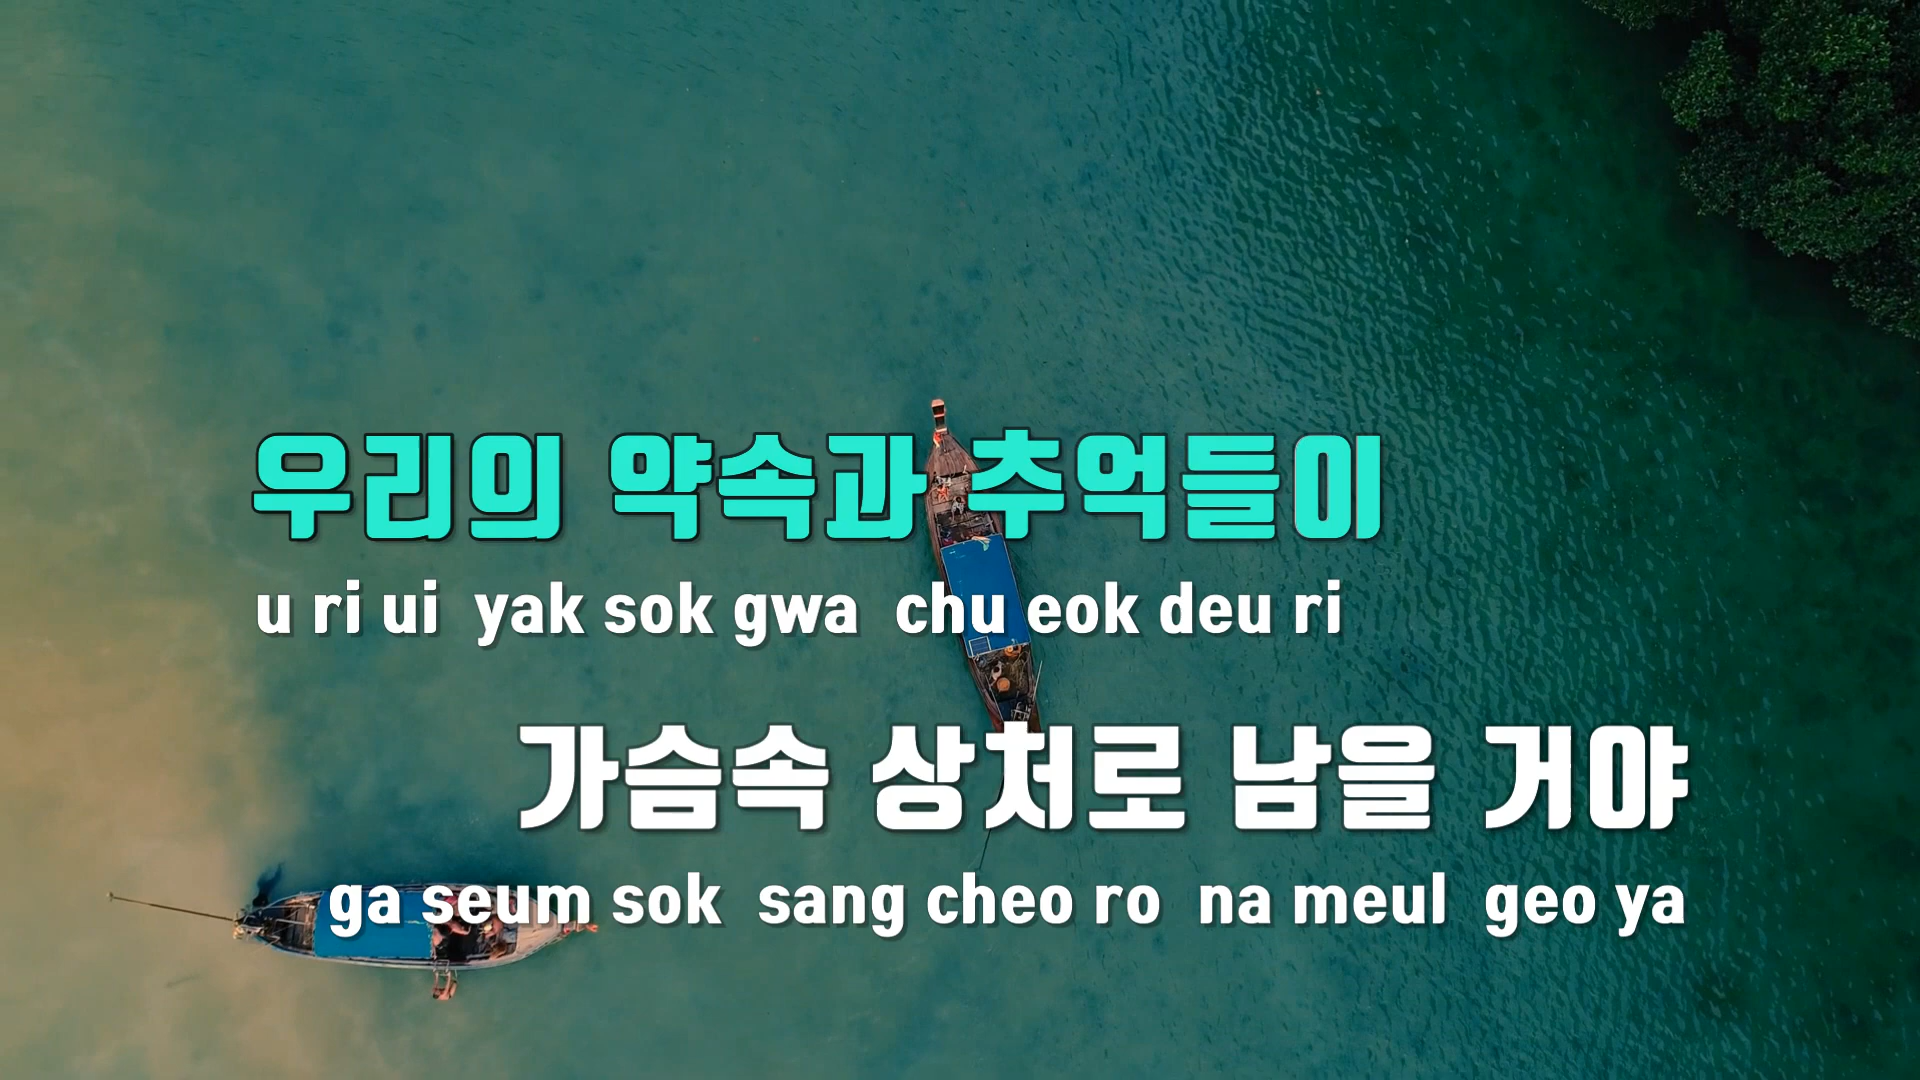 우리의 약속과 추억들이
u ri ui yak sok gwa chu eok deu ri
가슴속 상처로 남을 거야
ga seum sok sang cheo ro na meul geo ya